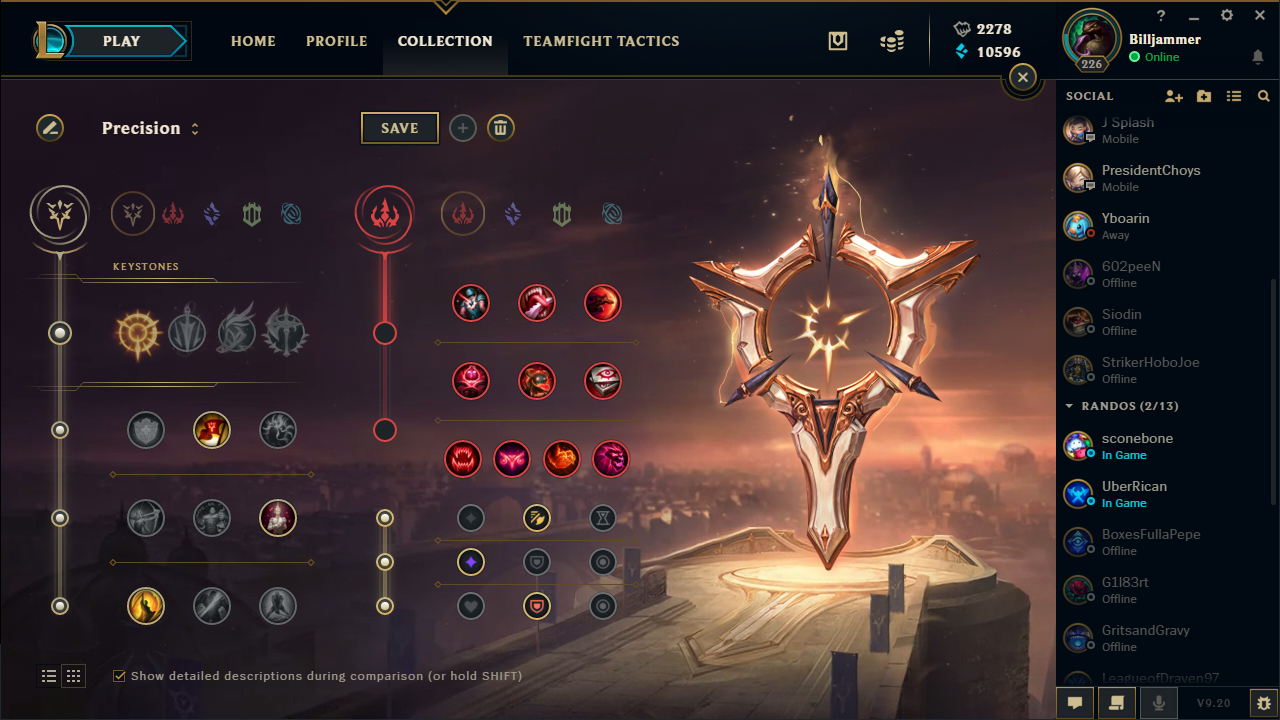 PLAY
HOME
PROFILE
COLLECTION
TEAMFIGHT TACTICS
2278
10596
226
?
Billjammer
Online
Precision
SAVE
KEYSTONES
Show detailed descriptions during comparison (or hold SHIFT)
SOCIAL
J Splash
Mobile
PresidentChoys
Mobile
Yboarin
Away
602peeN
Offline
Siodin
Offline
StrikerHoboJoe
Offline
RANDOS (2/13)
sconebone
In Game
UberRican
In Game
BoxesFullaPepe
Offline
G1l83rt
Offline
GritsandGravy
Offline
LeagueofDraven97
V9.20